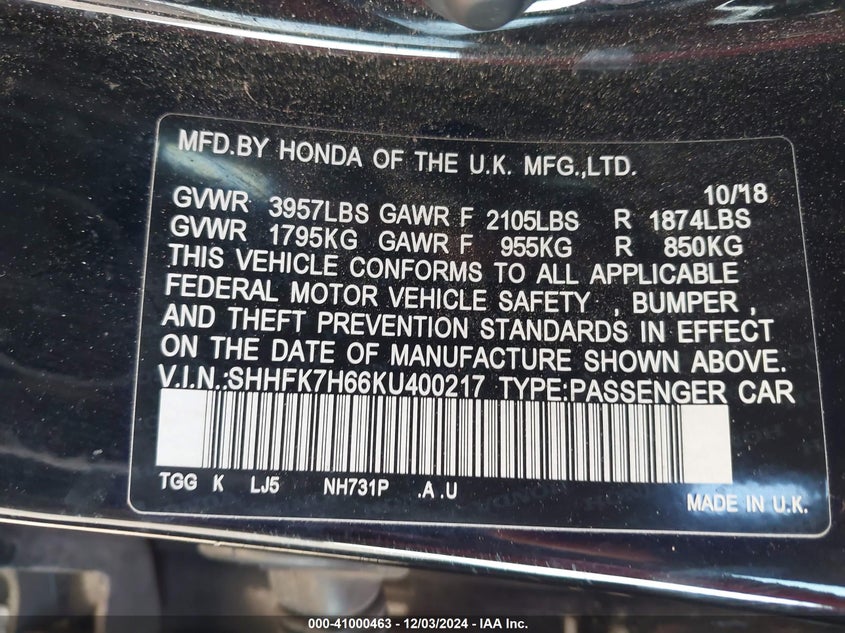 MFD.BY HONDA OF THE U.K. MFG.,LTD.
10/'18
GVWR 3957LBS GAWR F 2105LBS R 1874LBS
GVWR 1795KG GAWR F 955KG R 850KG
THIS VEHICLE CONFORMS TO ALL APPLICABLE
FEDERAL MOTOR VEHICLE SAFETY , BUMPER ,
AND THEFT PREVENTION STANDARDS IN EFFECT
ON THE DATE OF MANUFACTURE SHOWN ABOVE.
V.I.N.:SHHFK7H66KU400217 TYPE:PASSENGER CAR
TGG K LJ5 NH731P .A .U
MADE IN U.K.
000-41000463 - 12/03/2024 - IAA Inc.